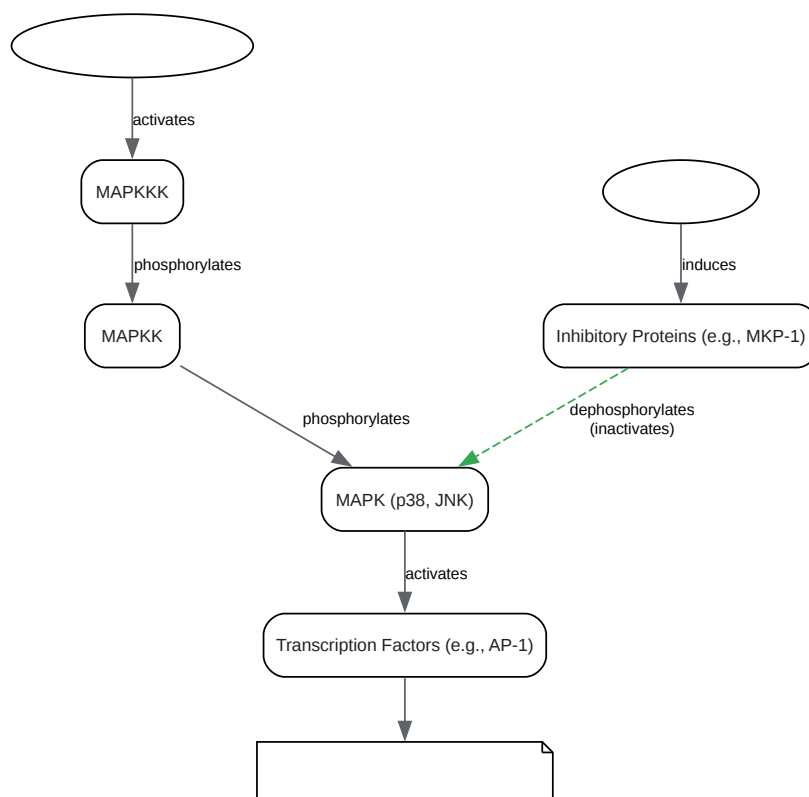 activates
MAPKKK
phosphorylates
induces
MAPKK
Inhibitory Proteins (e.g., MKP-1)
phosphorylates
dephosphorylates
(inactivates)
MAPK (p38, JNK)
activates
Transcription Factors (e.g., AP-1)